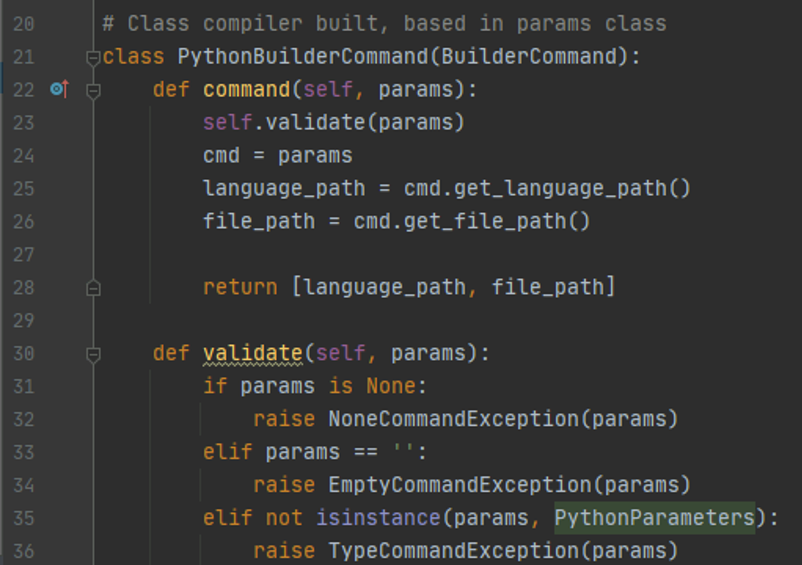 20 # Class compiler built, based in params class
21 class PythonBuilderCommand(BuilderCommand):
22     def command(self, params):
23         self.validate(params)
24         cmd = params
25         language_path = cmd.get_language_path()
26         file_path = cmd.get_file_path()
27
28         return [language_path, file_path]
29
30     def validate(self, params):
31         if params is None:
32             raise NoneCommandException(params)
33         elif params == '':
34             raise EmptyCommandException(params)
35         elif not isinstance(params, PythonParameters):
36             raise TypeCommandException(params)